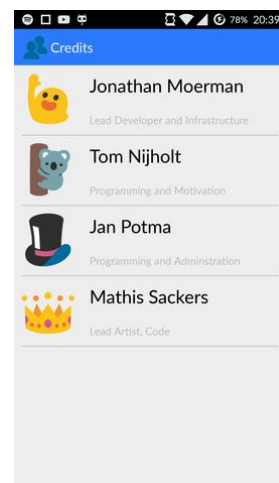 78% 20:39
Credits
Jonathan Moerman
Lead Developer and Infrastructure
Tom Nijholt
Programming and Motivation
Jan Potma
Programming and Adminstration
Mathis Sackers
Lead Artist, Code